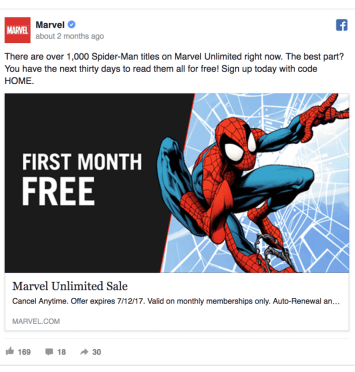 Marvel
MARVEL
about 2 months ago
There are over 1,000 Spider-Man titles on Marvel Unlimited right now. The best part?
You have the next thirty days to read them all for free! Sign up today with code
HOME.
FIRST MONTH
FREE
Marvel Unlimited Sale
Cancel Anytime. Offer expires 7/12/17. Valid on monthly memberships only. Auto-Renewal an...
MARVEL.COM
169 18 30